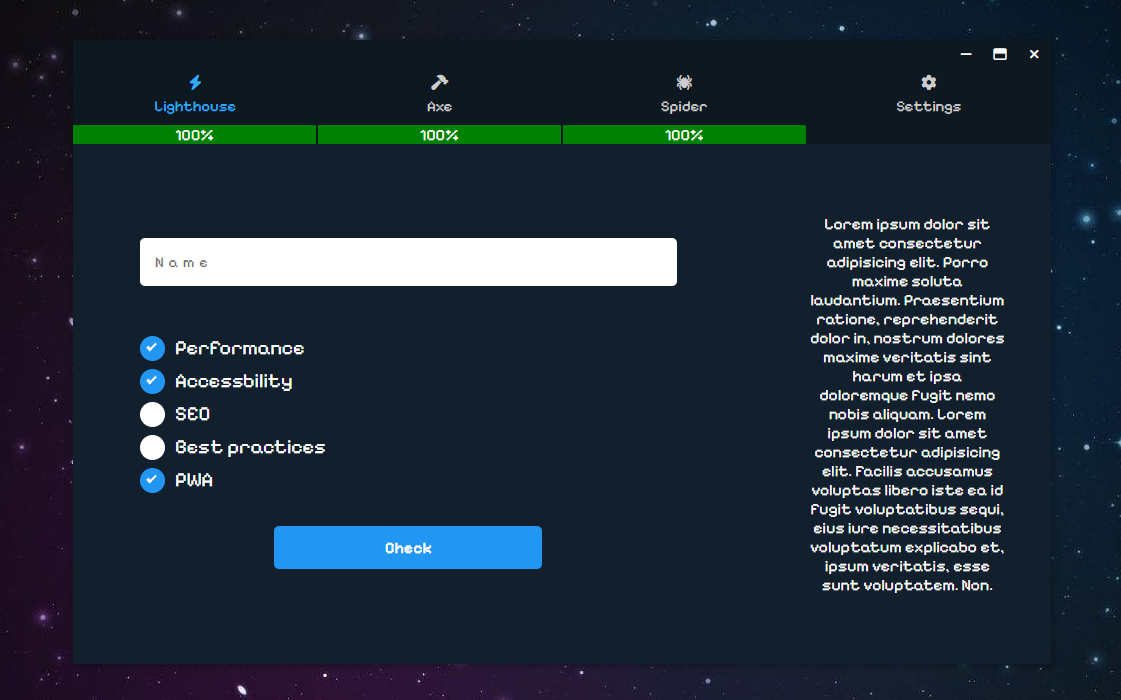 Lighthouse
Axe
Spider
Settings
100%
100%
100%
Name
Performance
Accessbility
SEO
Best practices
PWA
Check
Lorem ipsum dolor sit
amet consectetur
adipisicing elit. Porro
maxime soluta
laudantium. Praesentium
ratione, reprehenderit
dolor in, nostrum dolores
maxime veritatis sint
harum et ipsa
doloremque fugit nemo
nobis aliquam. Lorem
ipsum dolor sit amet
consectetur adipisicing
elit. Facilis accusamus
voluptas libero iste ea id
fugit voluptatibus sequi,
eius iure necessitatibus
voluptatum explicabo et,
ipsum veritatis, esse
sunt voluptatem. Non.